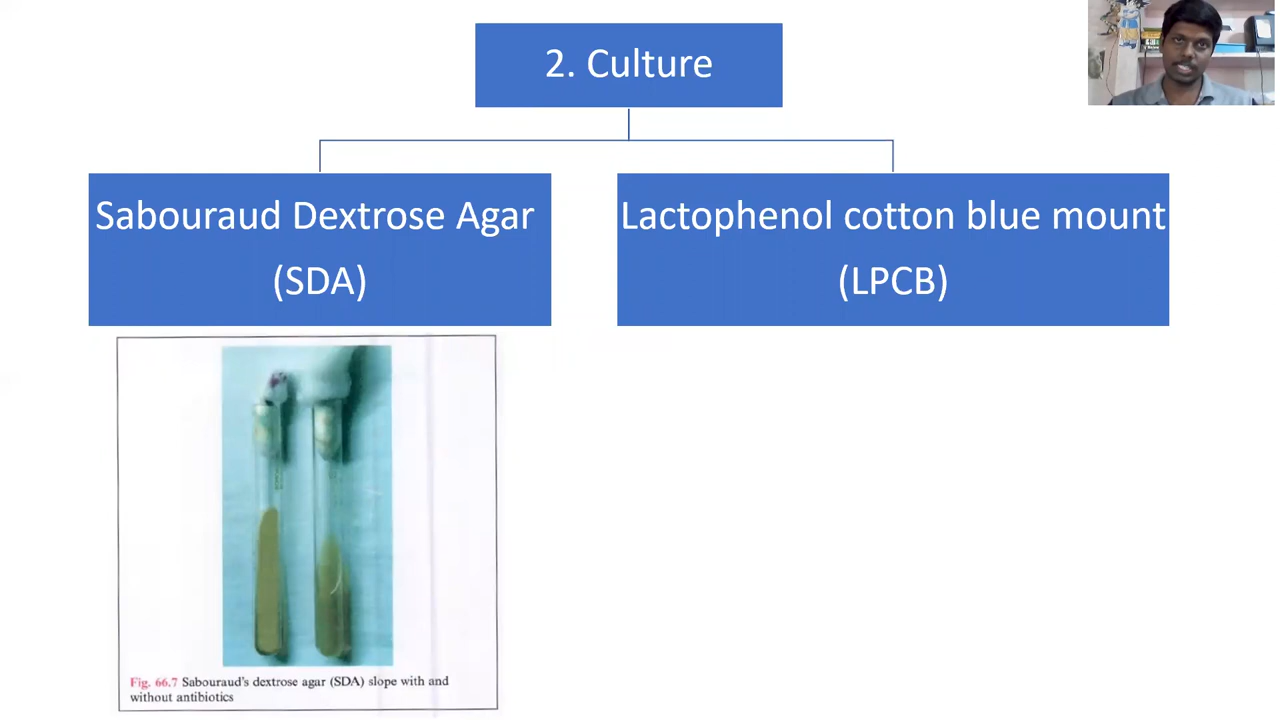 2. Culture
Sabouraud Dextrose Agar
(SDA)
Lactophenol cotton blue mount
(LPCB)
Fig. 66.7 Sabouraud's dextrose agar (SDA) slope with and
without antibiotics